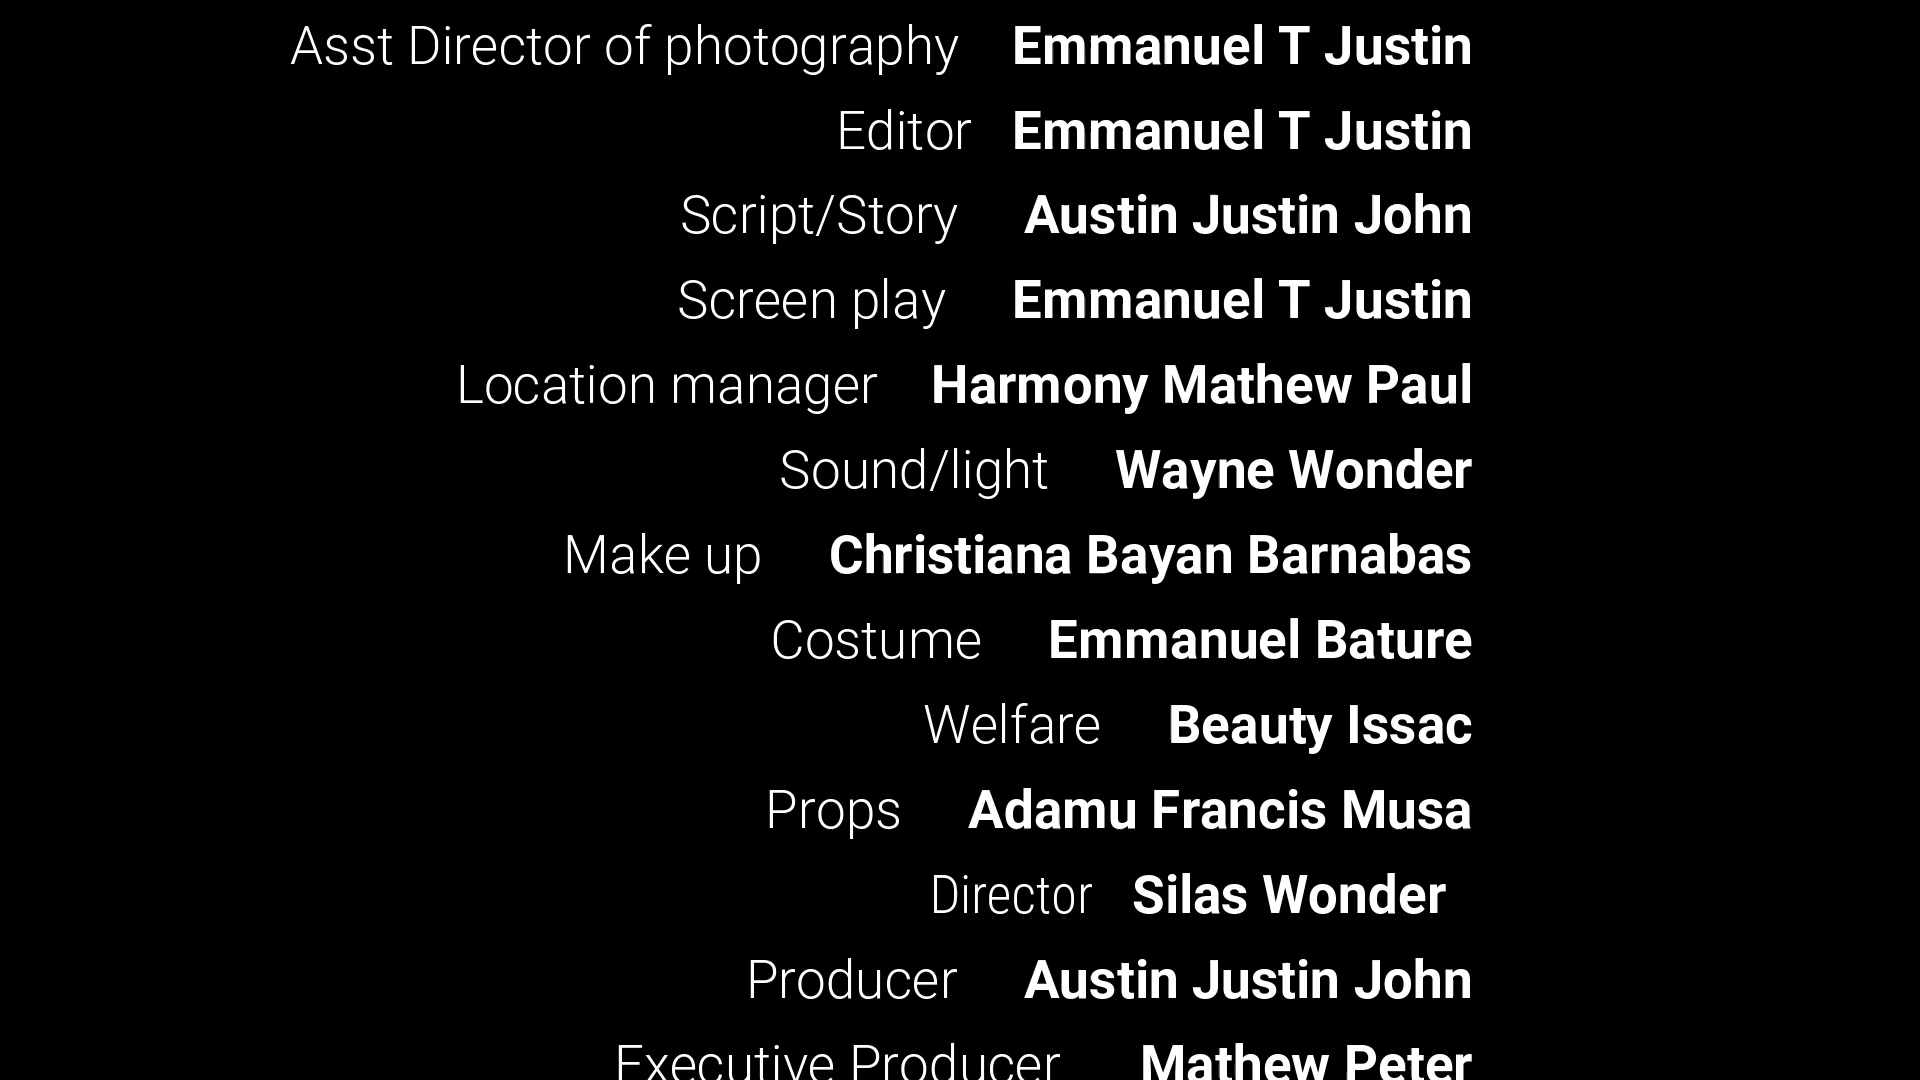 Asst Director of photography Emmanuel T Justin
Editor Emmanuel T Justin
Script/Story Austin Justin John
Screen play Emmanuel T Justin
Location manager Harmony Mathew Paul
Sound/light Wayne Wonder
Make up Christiana Bayan Barnabas
Costume Emmanuel Bature
Welfare Beauty Issac
Props Adamu Francis Musa
Director Silas Wonder
Producer Austin Justin John
Executive Producer Mathew Peter